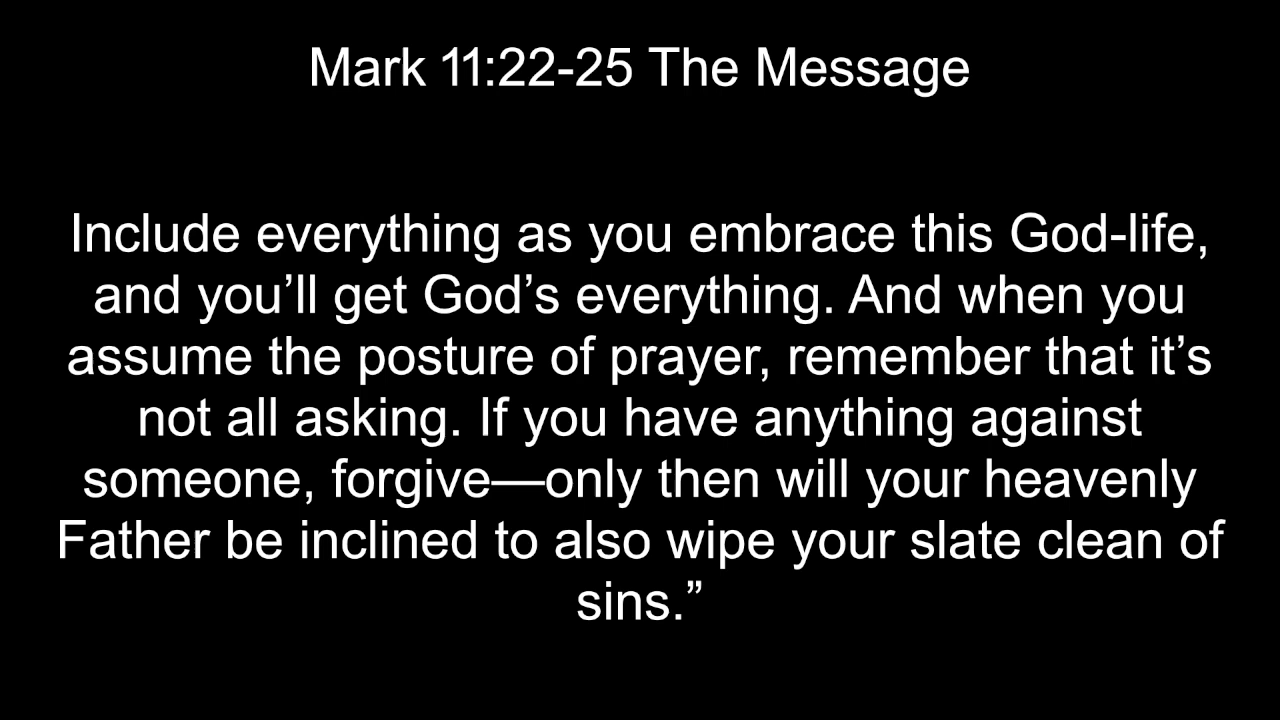 Mark 11:22-25 The Message
Include everything as you embrace this God-life,
and you’ll get God’s everything. And when you
assume the posture of prayer, remember that it’s
not all asking. If you have anything against
someone, forgive—only then will your heavenly
Father be inclined to also wipe your slate clean of
sins.”